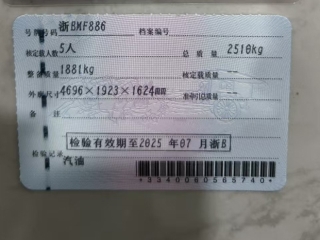 号牌号码 浙BMF886 档案编号
核定载人数 5人 总质量 2510kg
整备质量 1881kg 核定载质量 --
外廓尺寸 4696×1923×1624mm 准牵引总质量 --
备注
检验有效期至2025年07月浙B
检验记录
汽油
*3340060565740*